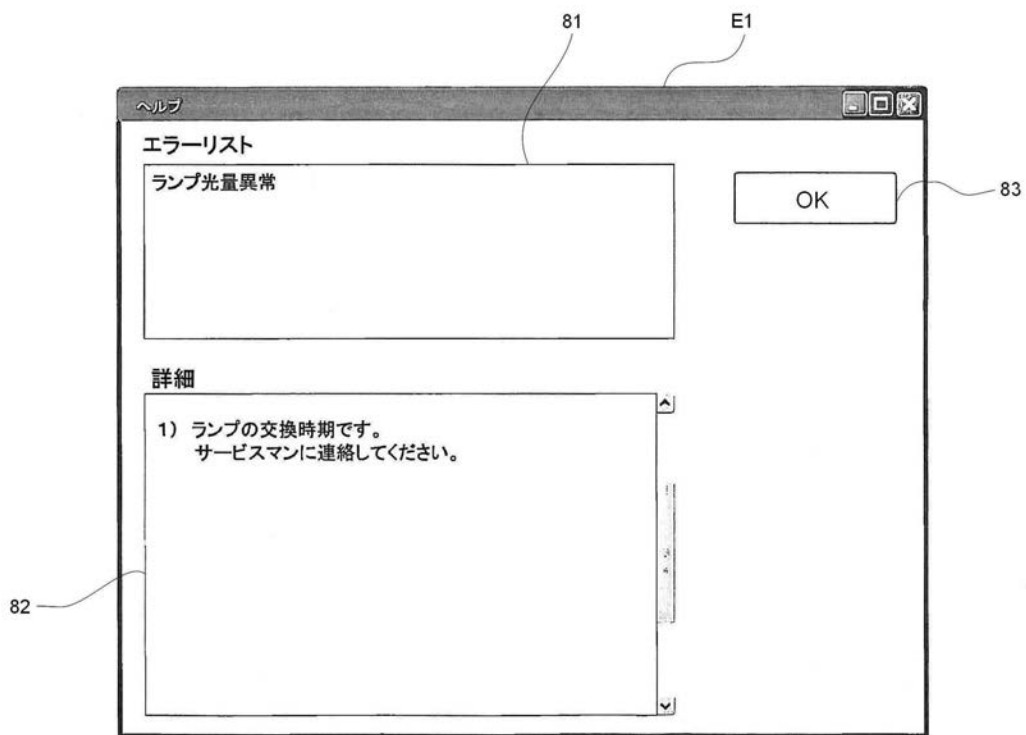 81
E1
ヘルプ
エラーリスト
ランプ光量異常
OK
83
詳細
1) ランプの交換時期です。
サービスマンに連絡してください。
82